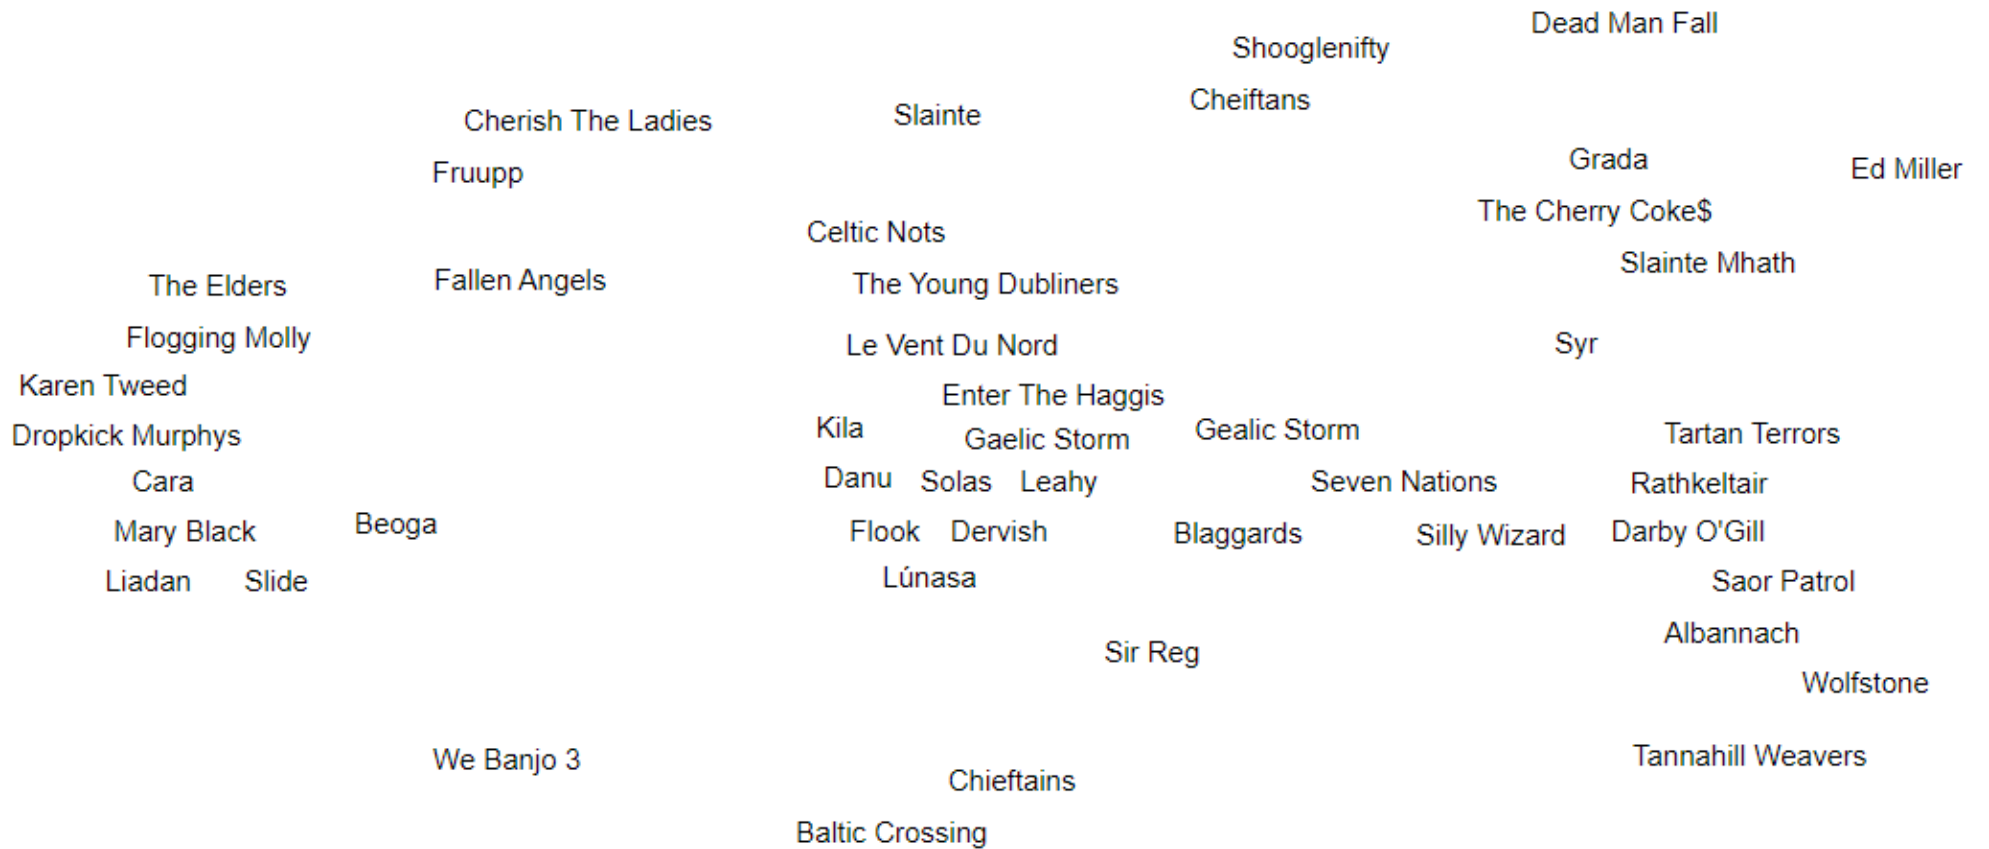 Dead Man Fall
Shooglenifty
Cheiftans
Slainte
Cherish The Ladies
Grada
Ed Miller
Fruupp
The Cherry Coke$
Celtic Nots
Slainte Mhath
Fallen Angels
The Young Dubliners
The Elders
Flogging Molly
Le Vent Du Nord
Syr
Karen Tweed
Enter The Haggis
Kila
Gealic Storm
Tartan Terrors
Dropkick Murphys
Gaelic Storm
Danu Solas Leahy
Cara
Seven Nations
Rathkeltair
Beoga
Mary Black
Flook Dervish
Blaggards
Silly Wizard
Darby O'Gill
Lúnasa
Liadan Slide
Saor Patrol
Albannach
Sir Reg
Wolfstone
Tannahill Weavers
We Banjo 3
Chieftains
Baltic Crossing